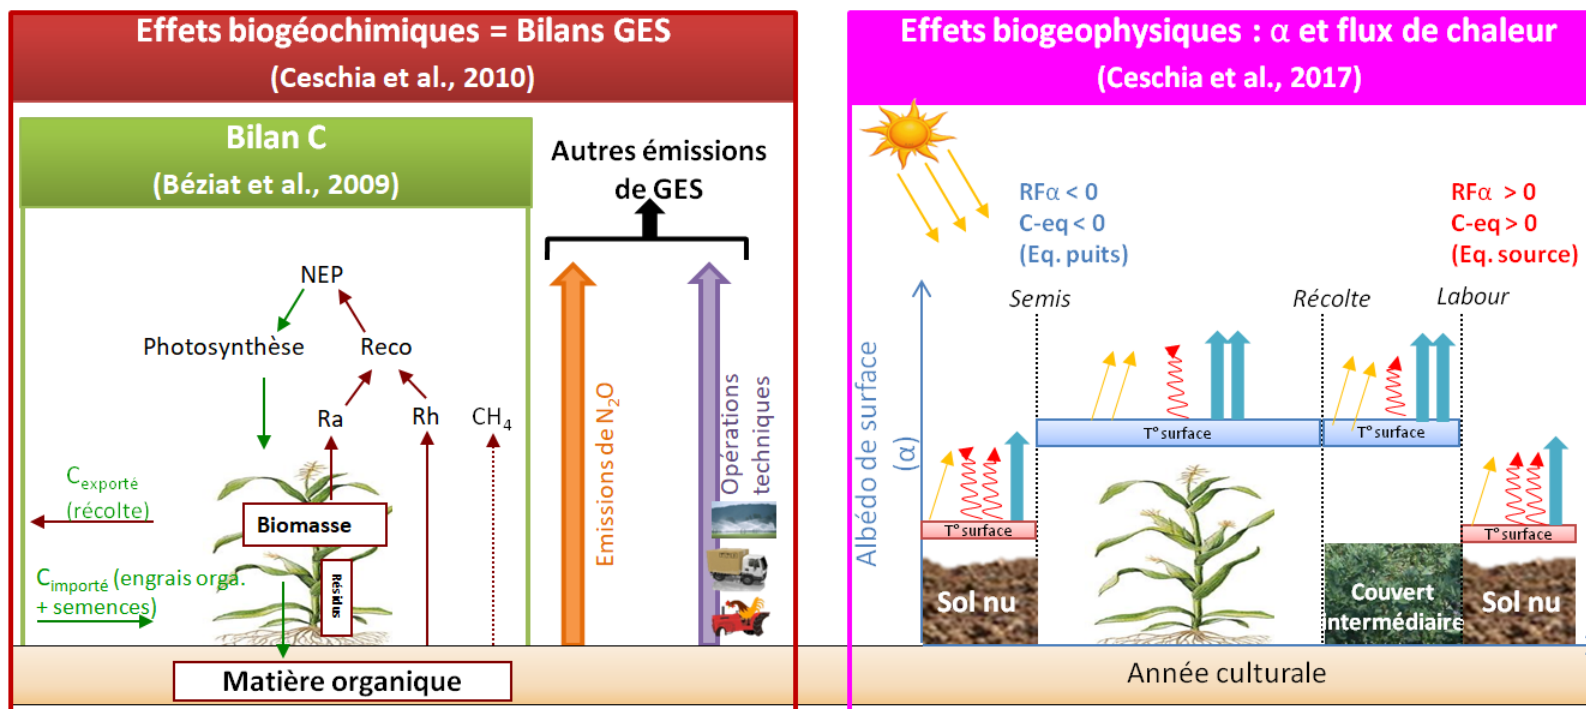 Effets biogéochimiques = Bilans GES
(Ceschia et al., 2010)
Bilan C
(Béziat et al., 2009)
Autres émissions
de GES
NEP
Photosynthèse
Reco
Ra
Rh
CH₄
C exporté
(récolte)
Biomasse
C importé (engrais orga.
+ semences)
Résidus
Matière organique
Emissions de N₂O
Opérations
techniques
Effets biogeophysiques : α et flux de chaleur
(Ceschia et al., 2017)
RFα < 0
C-eq < 0
(Eq. puits)
RFα > 0
C-eq > 0
(Eq. source)
Semis
Récolte
Labour
Albédo de surface
(α)
T° surface
T° surface
T° surface
T° surface
Sol nu
Couvert
intermédiaire
Sol nu
Année culturale